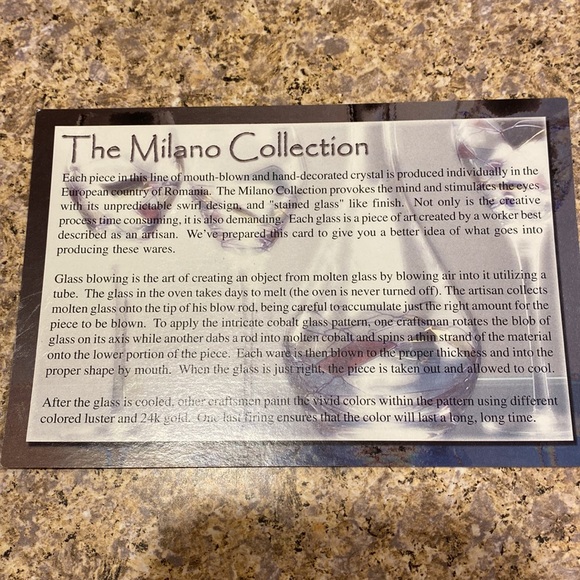 The Milano Collection
Each piece in this line of mouth-blown and hand-decorated crystal is produced individually in the
European country of Romania. The Milano Collection provokes the mind and stimulates the eyes
with its unpredictable swirl design, and "stained glass" like finish. Not only is the creative
process time consuming, it is also demanding. Each glass is a piece of art created by a worker best
described as an artisan. We've prepared this card to give you a better idea of what goes into
producing these wares.
Glass blowing is the art of creating an object from molten glass by blowing air into it utilizing a
tube. The glass in the oven takes days to melt (the oven is never turned off). The artisan collects
molten glass onto the tip of his blow rod, being careful to accumulate just the right amount for the
piece to be blown. To apply the intricate cobalt glass pattern, one craftsman rotates the blob of
glass on its axis while another dabs a rod into molten cobalt and spins a thin strand of the material
onto the lower portion of the piece. Each ware is then blown to the proper thickness and into the
proper shape by mouth. When the glass is just right, the piece is taken out and allowed to cool.
After the glass is cooled, other craftsmen paint the vivid colors within the pattern using different
colored luster and 24k gold. One last firing ensures that the color will last a long, long time.